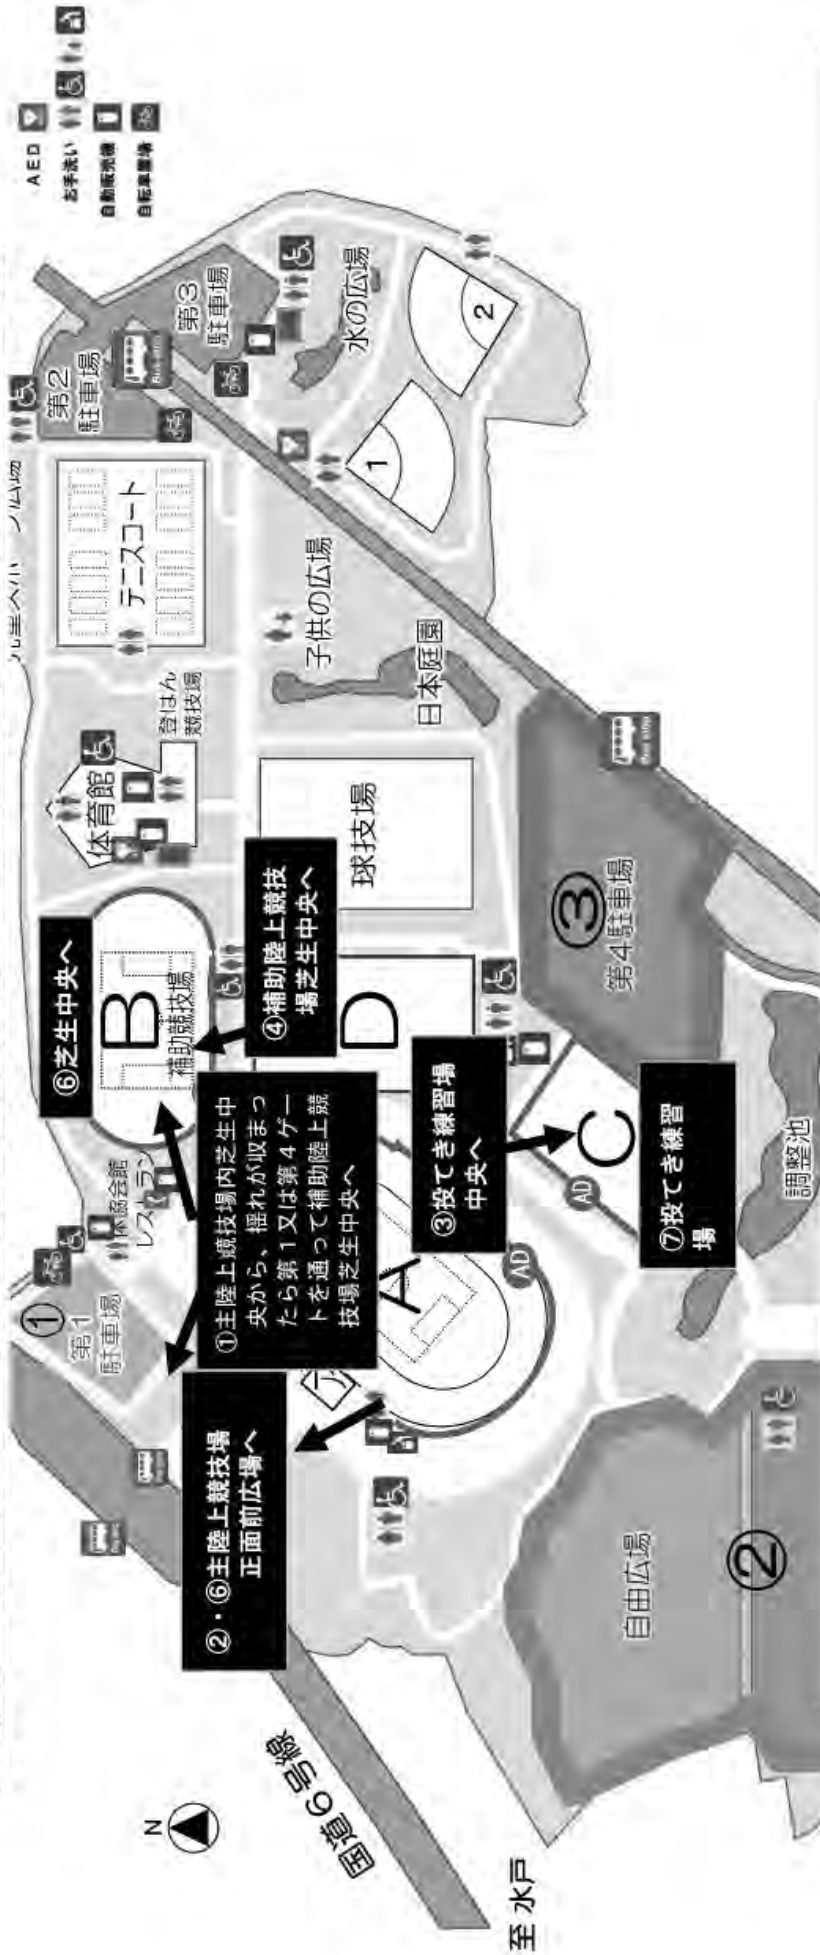 AED
お手洗い
自動販売機
自転車置場
第2
駐車場
Bus stop
第3
駐車場
水の広場
1
2
テニスコート
子供の広場
日本庭園
登はん
競技場
体育館
球技場
Bus stop
③
第4駐車場
⑥芝生中央へ
B
補助競技場
④補助陸上競技
場芝生中央へ
D
体協会館
レストラン
①主陸上競技場内芝生中
央から、揺れが収まっ
たら第1又は第4ゲー
トを通って補助陸上競
技場芝生中央へ
A
AD
③投てき練習場
中央へ
C
AD
⑦投てき練習
場
調整池
①
第1
駐車場
②・⑥主陸上競技場
正面前広場へ
自由広場
②
国道6号線
至 水戸
N